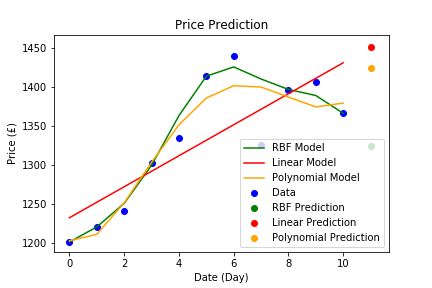 Price Prediction
1450
1400
1350
1300
1250
1200
Price (£)
RBF Model
Linear Model
Polynomial Model
Data
RBF Prediction
Linear Prediction
Polynomial Prediction
0 2 4 6 8 10
Date (Day)